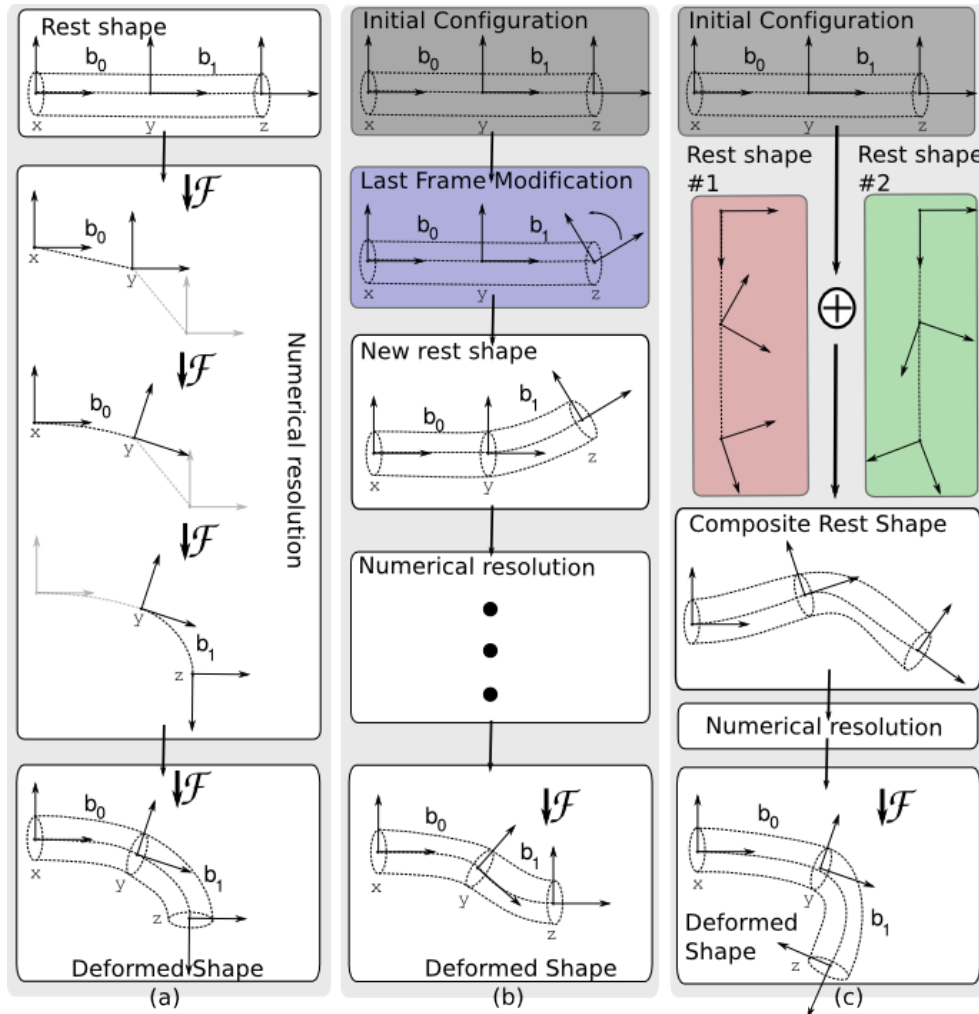 Rest shape
b0 b1
x y z
ℱ
b0
x
y
ℱ
b0
x
y
ℱ
y
b1
z
Numerical resolution
ℱ
b0
b1
x
y
z
Deformed Shape
(a)
Initial Configuration
b0 b1
x y z
Last Frame Modification
b0 b1
x y z
New rest shape
b0 b1
x y z
Numerical resolution
ℱ
b0
b1
x
y
z
Deformed Shape
(b)
Initial Configuration
b0 b1
x y z
Rest shape
#1
Rest shape
#2
Composite Rest Shape
Numerical resolution
ℱ
b0
x
y
b1
Deformed
Shape
z
(c)